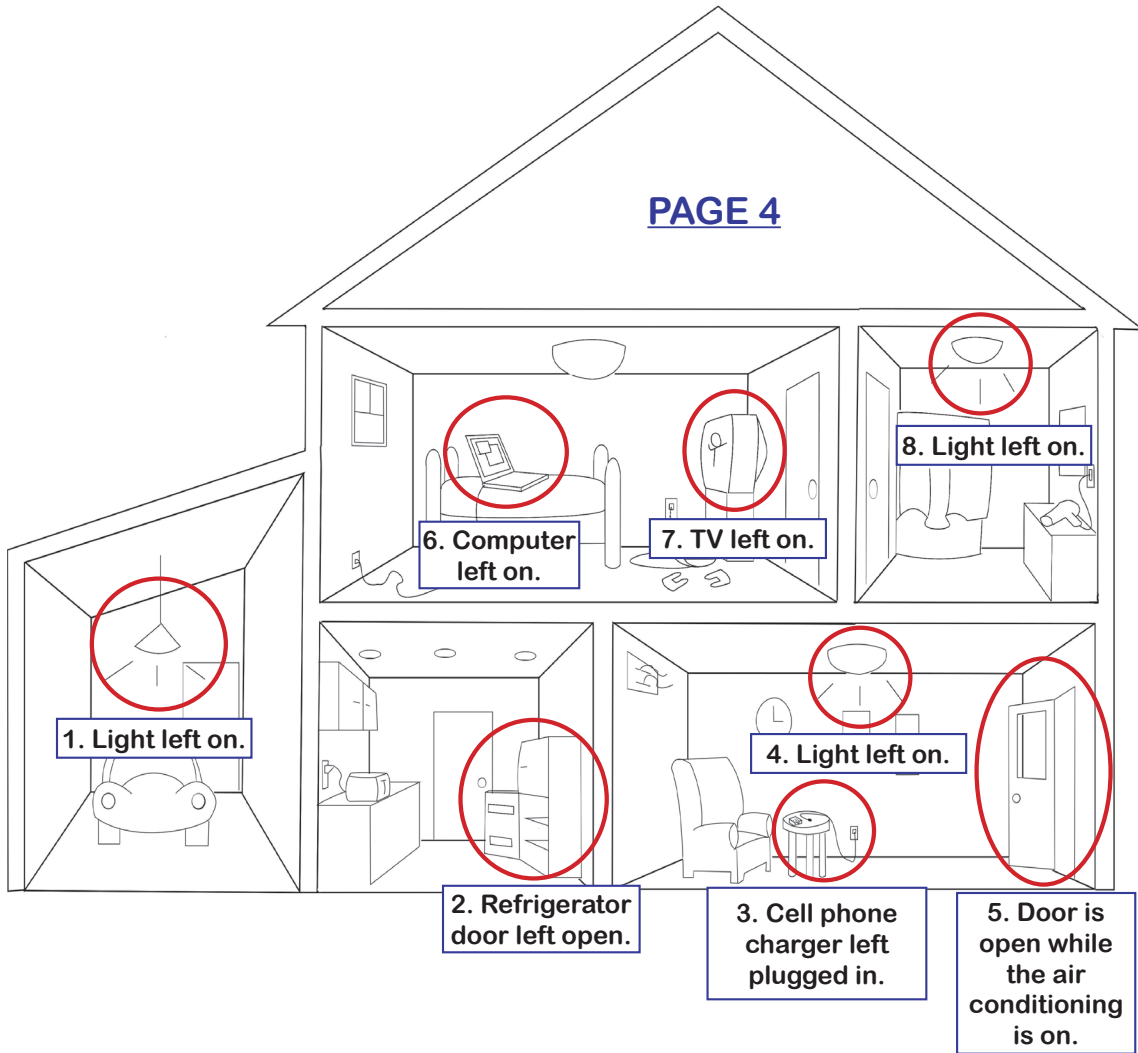 PAGE 4
8. Light left on.
6. Computer
left on.
7. TV left on.
1. Light left on.
4. Light left on.
2. Refrigerator
door left open.
3. Cell phone
charger left
plugged in.
5. Door is
open while
the air
conditioning
is on.